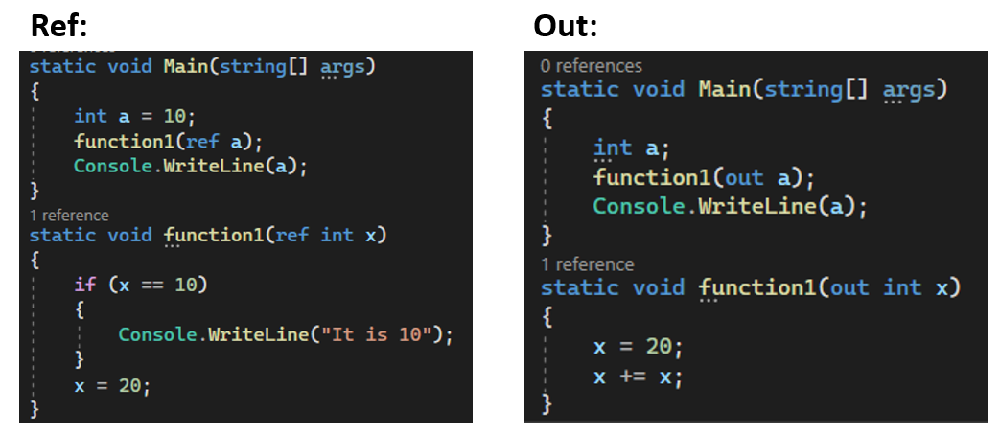 Ref:
static void Main(string[] args)
{
int a = 10;
function1(ref a);
Console.WriteLine(a);
}
1 reference
static void function1(ref int x)
{
if (x == 10)
{
Console.WriteLine("It is 10");
}
x = 20;
}
Out:
0 references
static void Main(string[] args)
{
int a;
function1(out a);
Console.WriteLine(a);
}
1 reference
static void function1(out int x)
{
x = 20;
x += x;
}